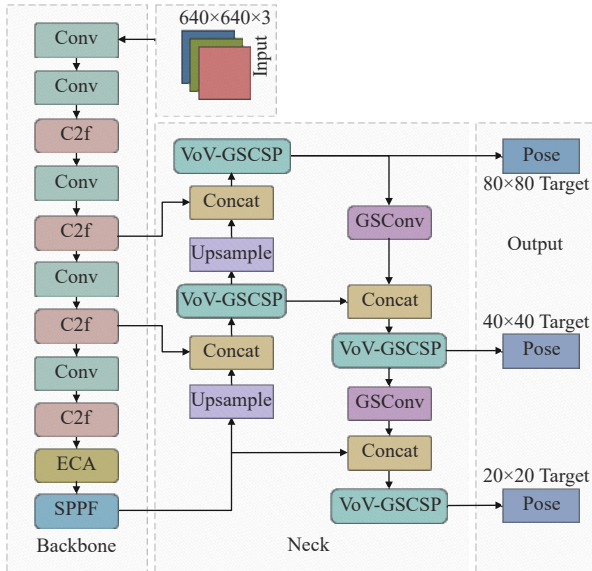 640×640×3
Input
Conv
Conv
C2f
Conv
C2f
Conv
C2f
Conv
C2f
ECA
SPPF
Backbone
VoV-GSCSP
Concat
Upsample
VoV-GSCSP
Concat
Upsample
GSConv
Concat
VoV-GSCSP
GSConv
Concat
VoV-GSCSP
Neck
Pose
80×80 Target
Output
40×40 Target
Pose
20×20 Target
Pose